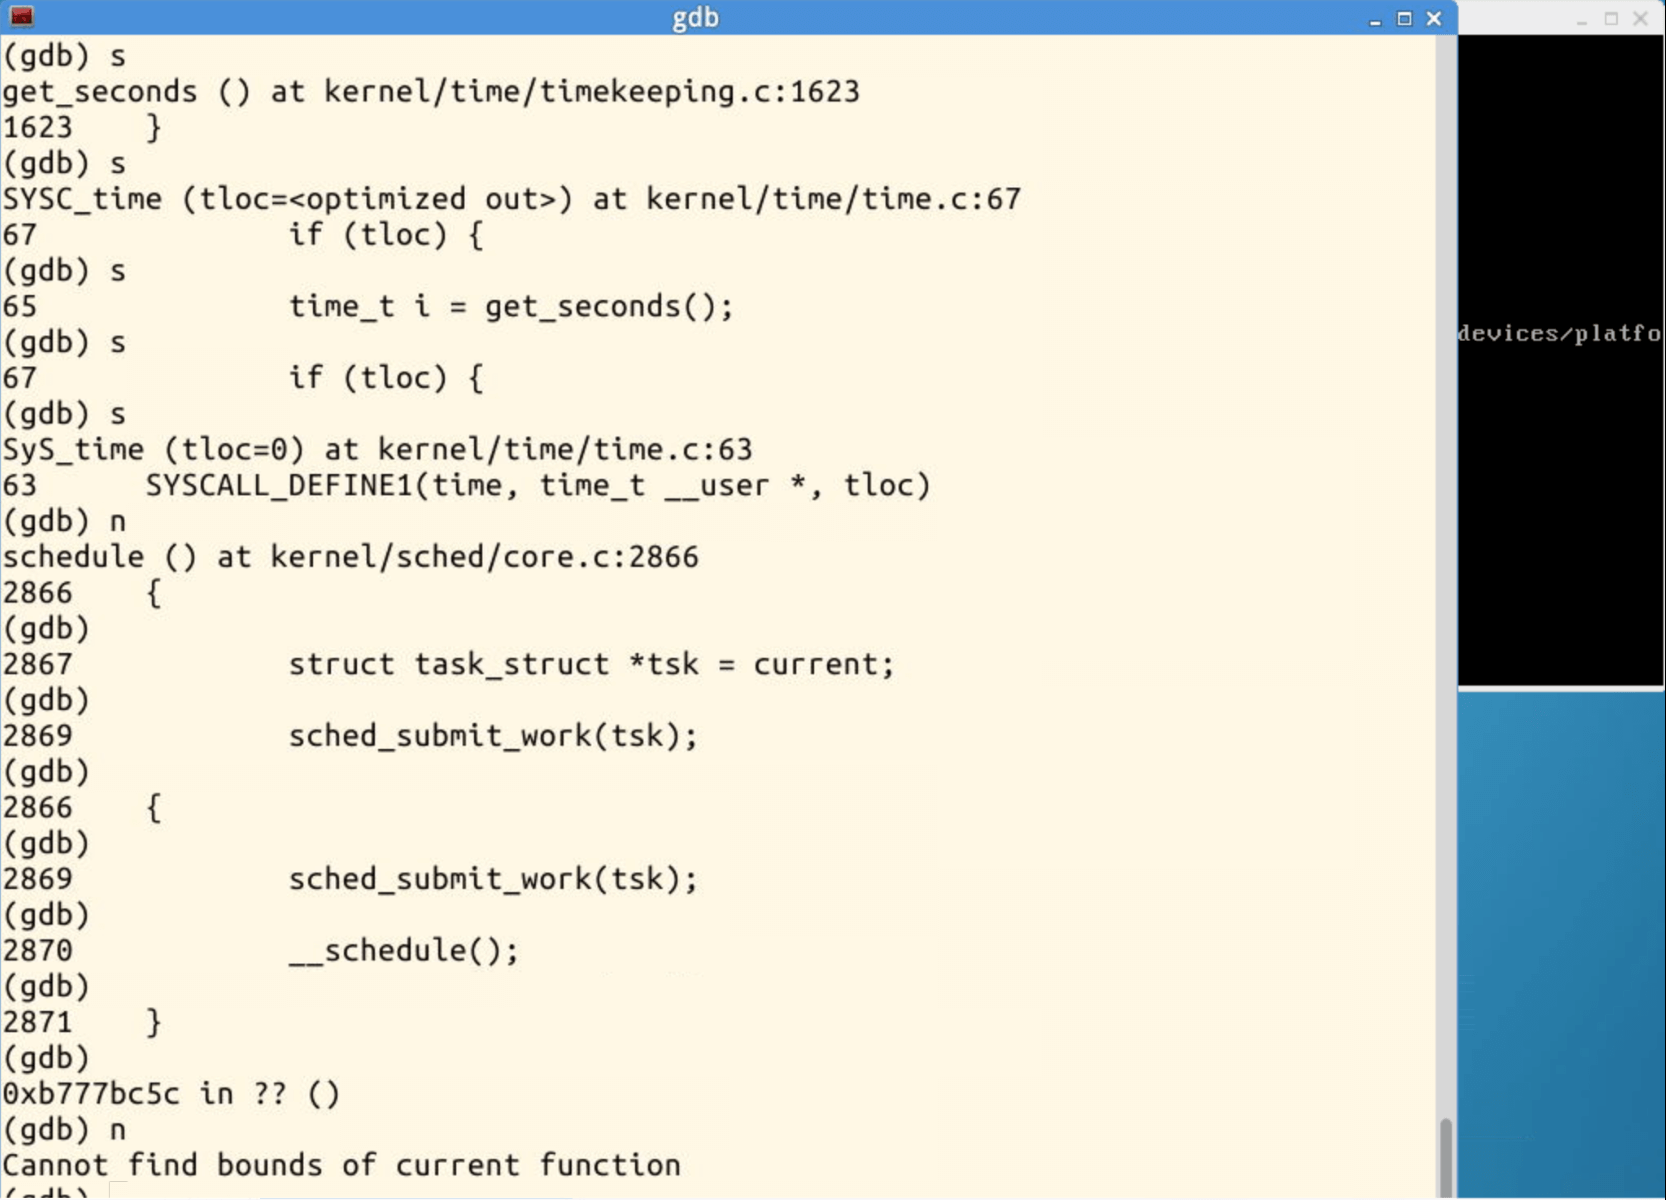 gdb
(gdb) s
get_seconds () at kernel/time/timekeeping.c:1623
1623    }
(gdb) s
SYSC_time (tloc=<optimized out>) at kernel/time/time.c:67
67              if (tloc) {
(gdb) s
65              time_t i = get_seconds();
(gdb) s
67              if (tloc) {
(gdb) s
SyS_time (tloc=0) at kernel/time/time.c:63
63      SYSCALL_DEFINE1(time, time_t __user *, tloc)
(gdb) n
schedule () at kernel/sched/core.c:2866
2866    {
(gdb)
2867            struct task_struct *tsk = current;
(gdb)
2869            sched_submit_work(tsk);
(gdb)
2866    {
(gdb)
2869            sched_submit_work(tsk);
(gdb)
2870            __schedule();
(gdb)
2871    }
(gdb)
0xb777bc5c in ?? ()
(gdb) n
Cannot find bounds of current function
(gdb)
devices/platfo